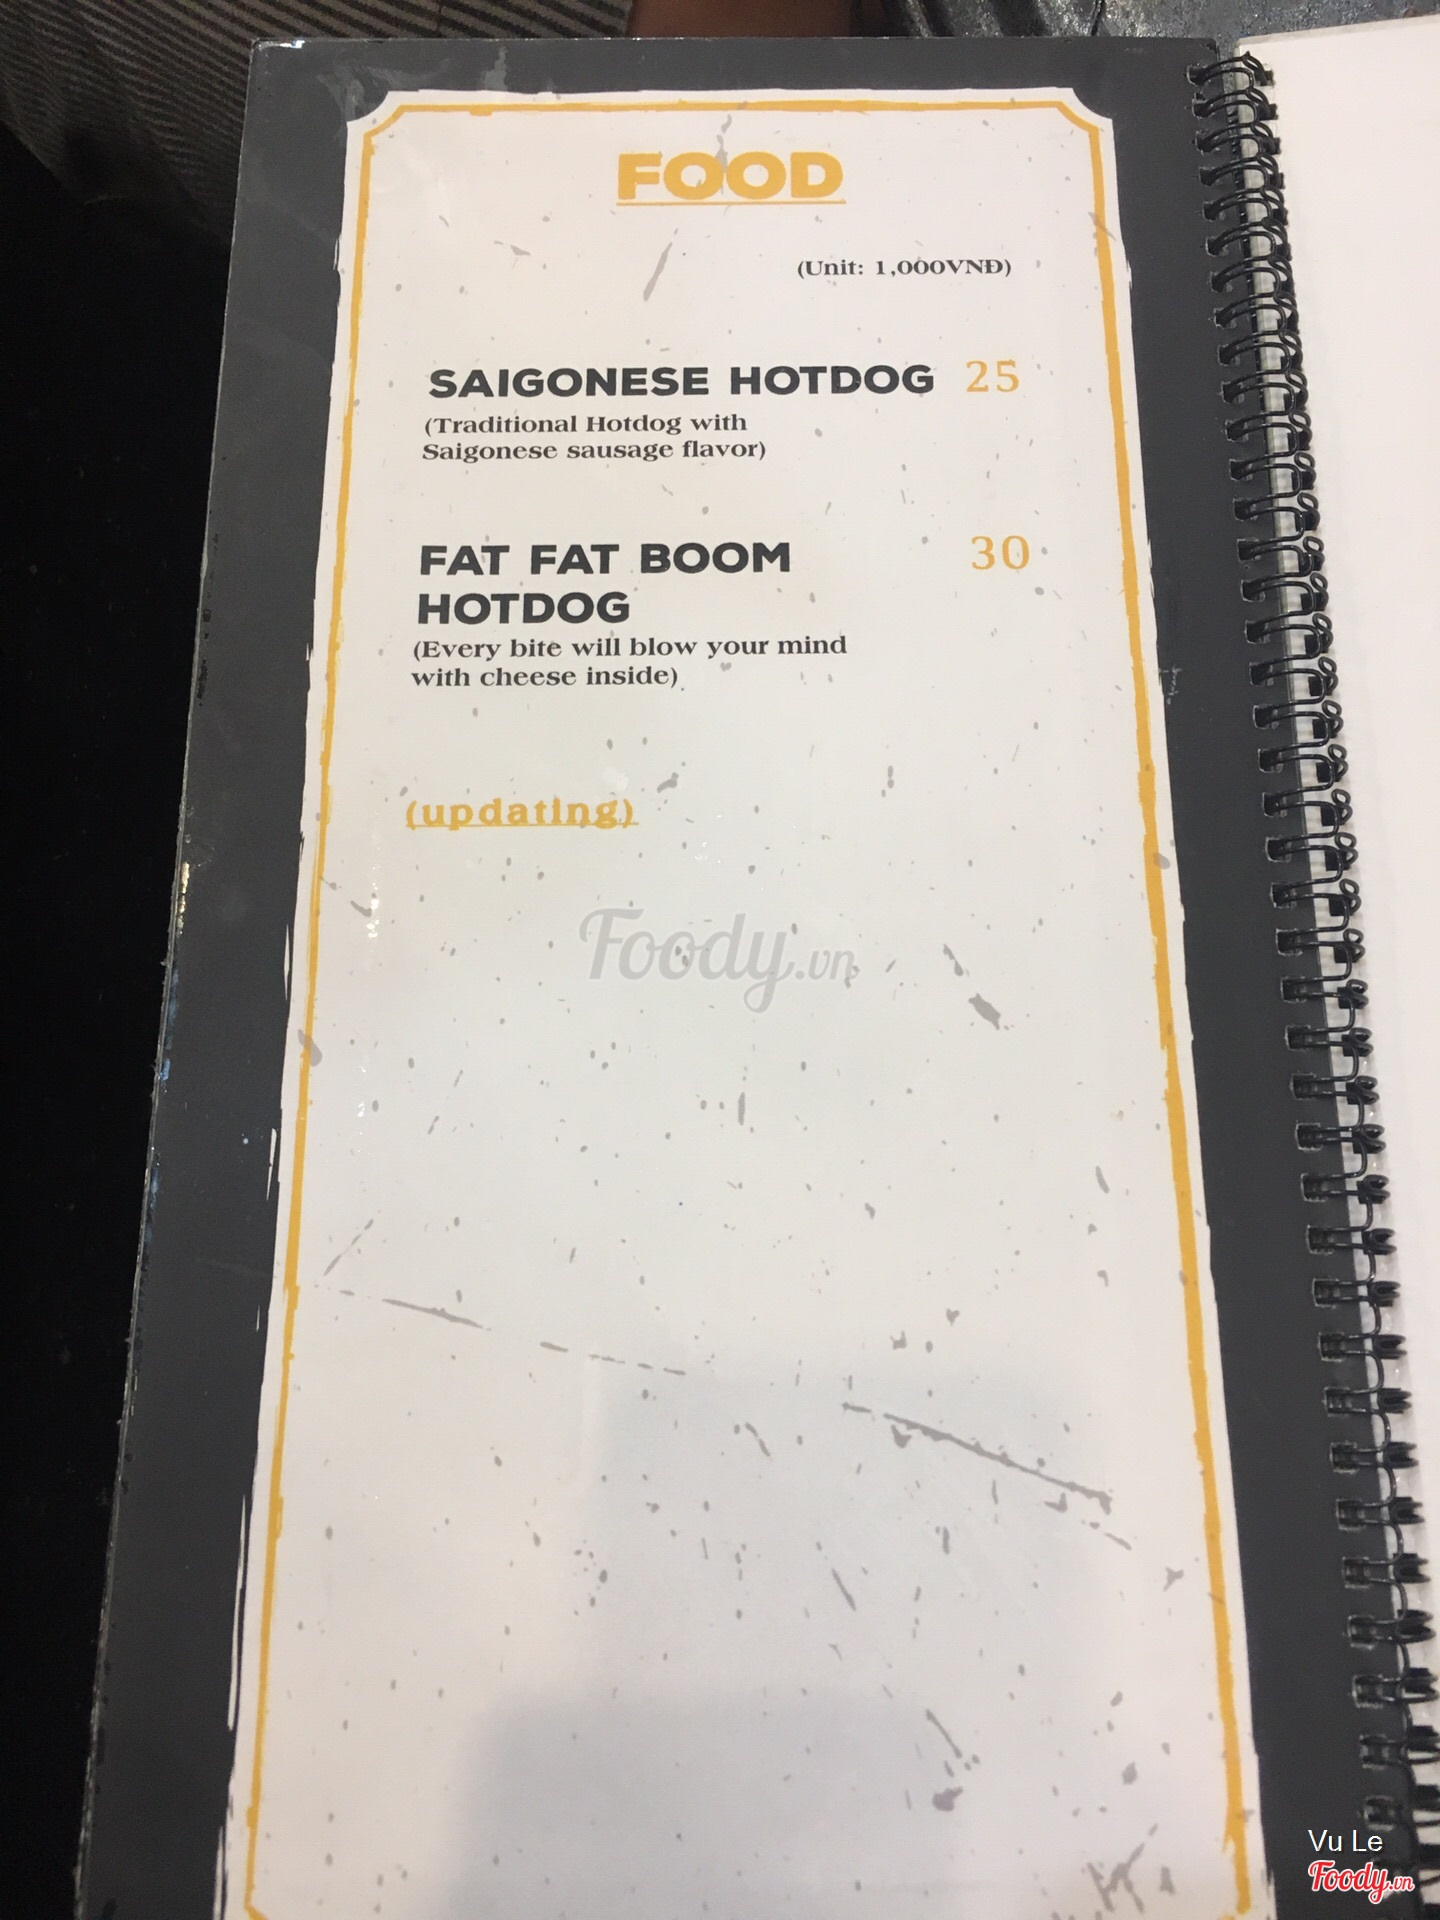 FOOD
(Unit: 1,000VNĐ)
SAIGONESE HOTDOG 25
(Traditional Hotdog with
Saigonese sausage flavor)
FAT FAT BOOM 30
HOTDOG
(Every bite will blow your mind
with cheese inside)
(updating)
Foody.vn
Vu Le
Foody.vn